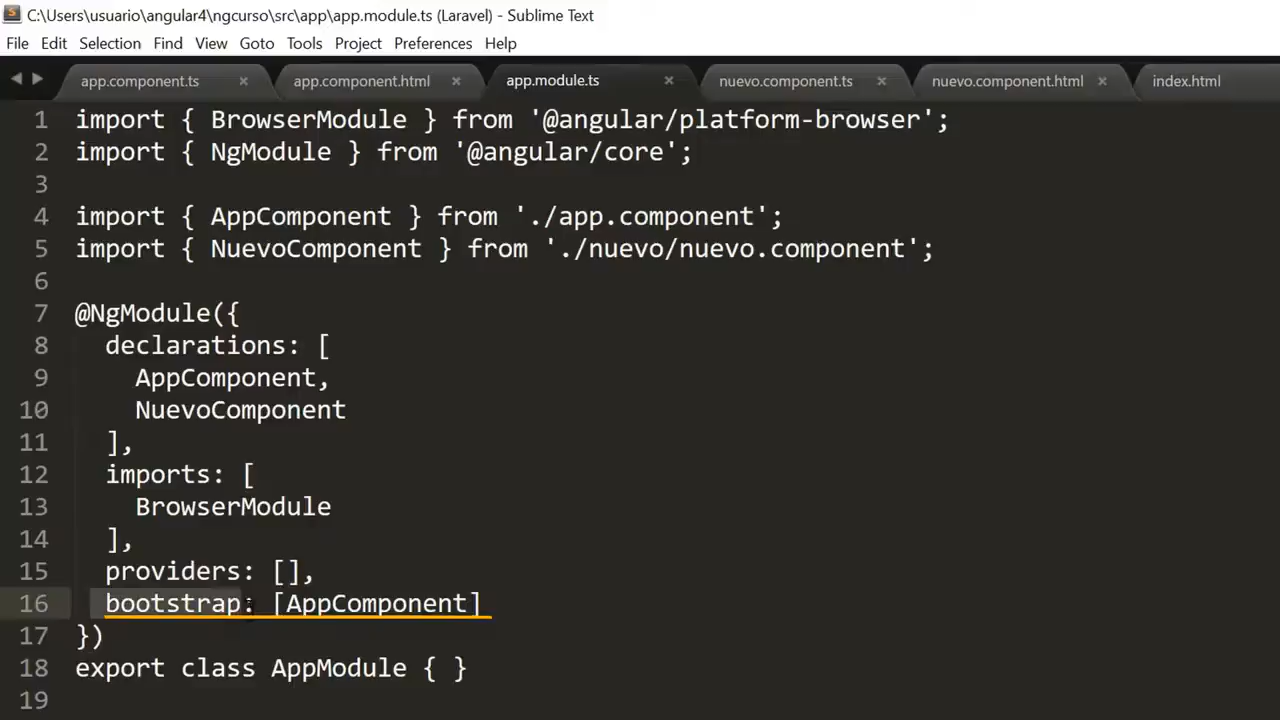 C:\Users\usuario\angular4\ngcurso\src\app\app.module.ts (Laravel) - Sublime Text
File Edit Selection Find View Goto Tools Project Preferences Help
app.component.ts × app.component.html × app.module.ts × nuevo.component.ts × nuevo.component.html × index.html
1 import { BrowserModule } from '@angular/platform-browser';
2 import { NgModule } from '@angular/core';
3
4 import { AppComponent } from './app.component';
5 import { NuevoComponent } from './nuevo/nuevo.component';
6
7 @NgModule({
8   declarations: [
9     AppComponent,
10     NuevoComponent
11   ],
12   imports: [
13     BrowserModule
14   ],
15   providers: [],
16   bootstrap: [AppComponent]
17 })
18 export class AppModule { }
19